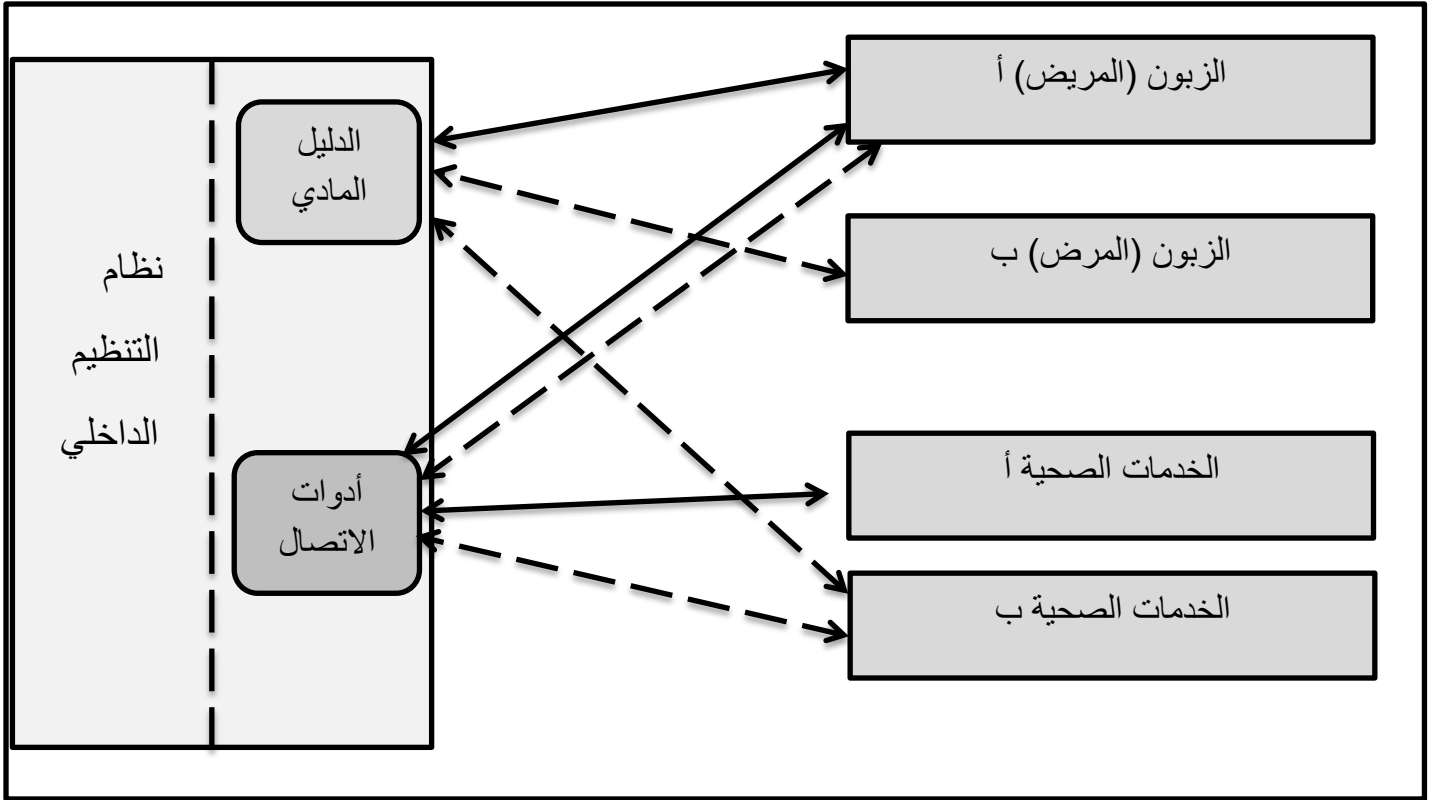 الزبون (المريض) أ
الدليل
المادي
الزبون (المرض) ب
نظام
التنظيم
الداخلي
الخدمات الصحية أ
أدوات
الاتصال
الخدمات الصحية ب